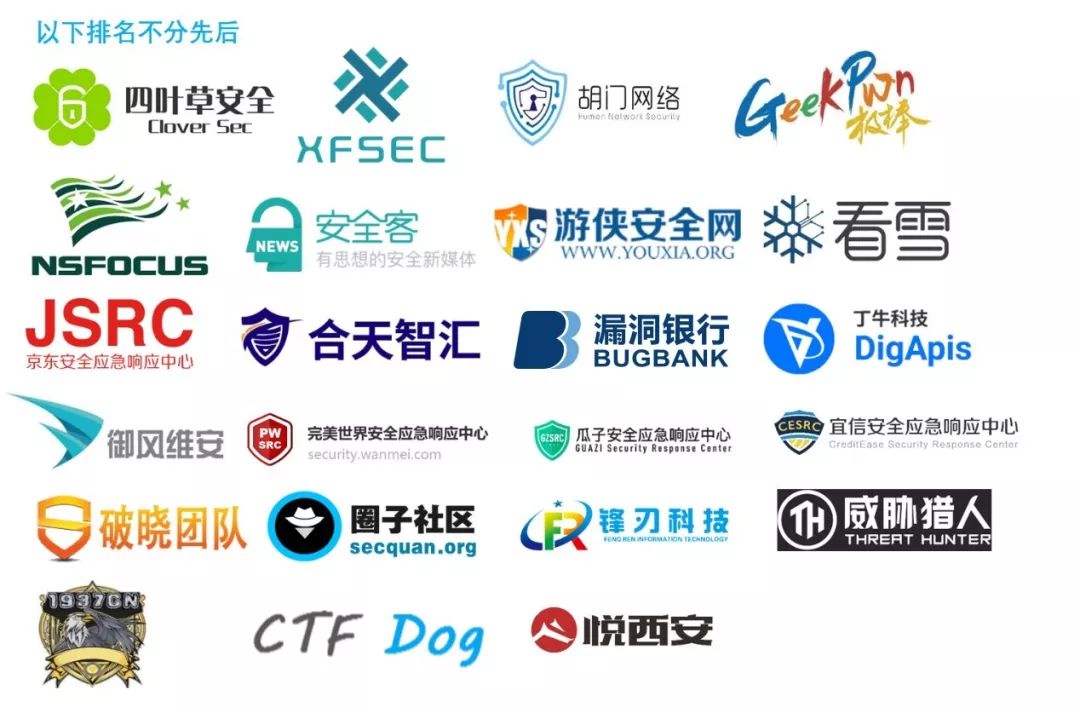 以下排名不分先后
四叶草安全
Clover Sec
XFSEC
胡门网络
Human Network Security
GeekPwn
极棒
NSFOCUS
NEWS
安全客
有思想的安全新媒体
YXS
游侠安全网
WWW.YOUXIA.ORG
看雪
JSRC
京东安全应急响应中心
合天智汇
漏洞银行
BUGBANK
丁牛科技
DigApis
御风维安
PW
SRC
完美世界安全应急响应中心
security.wanmei.com
GZSRC
瓜子安全应急响应中心
GUAZI Security Response Center
CESRC
宜信安全应急响应中心
CreditEase Security Response Center
破晓团队
圈子社区
secquan.org
FR
锋刃科技
FENG REN INFORMATION TECHNOLOGY
TH
威胁猎人
THREAT HUNTER
1937CN
CTF Dog
悦西安